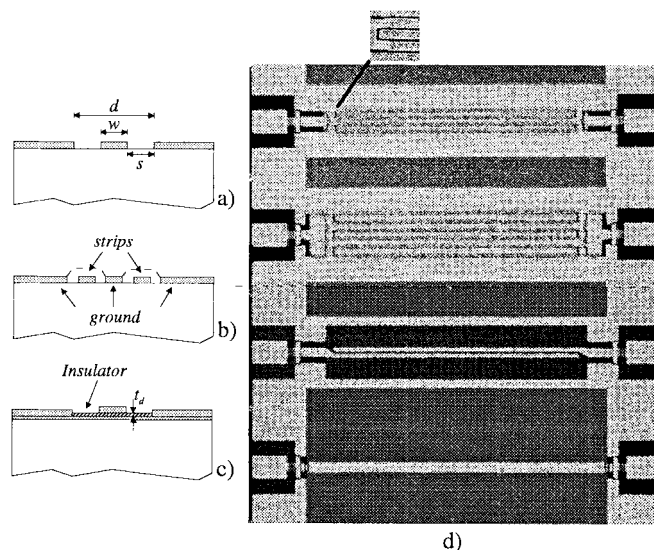 d
w
s
a)
strips
ground
b)
Insulator
t_d
c)
d)